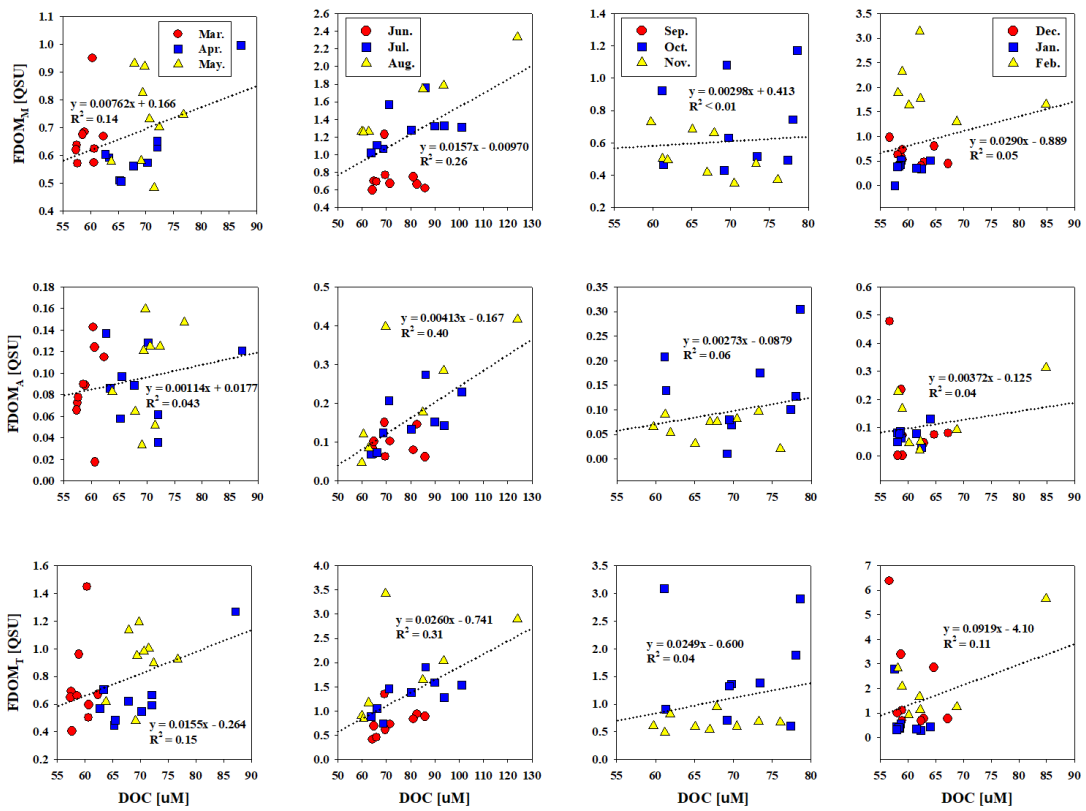 FDOM_M [QSU]
1.1
1.0
0.9
0.8
0.7
0.6
0.5
0.4
Mar.
Apr.
May.
y = 0.00762x + 0.166
R² = 0.14
55 60 65 70 75 80 85 90
2.6
2.4
2.2
2.0
1.8
1.6
1.4
1.2
1.0
0.8
0.6
0.4
Jun.
Jul.
Aug.
y = 0.0157x - 0.00970
R² = 0.26
50 60 70 80 90 100 110 120 130
1.4
1.2
1.0
0.8
0.6
0.4
0.2
Sep.
Oct.
Nov.
y = 0.00298x + 0.413
R² < 0.01
55 60 65 70 75 80
3.5
3.0
2.5
2.0
1.5
1.0
0.5
0.0
Dec.
Jan.
Feb.
y = 0.0290x - 0.889
R² = 0.05
55 60 65 70 75 80 85 90
FDOM_A [QSU]
0.18
0.16
0.14
0.12
0.10
0.08
0.06
0.04
0.02
0.00
y = 0.00114x + 0.0177
R² = 0.043
55 60 65 70 75 80 85 90
0.5
0.4
0.3
0.2
0.1
0.0
y = 0.00413x - 0.167
R² = 0.40
50 60 70 80 90 100 110 120 130
0.35
0.30
0.25
0.20
0.15
0.10
0.05
0.00
y = 0.00273x - 0.0879
R² = 0.06
55 60 65 70 75 80
0.6
0.5
0.4
0.3
0.2
0.1
0.0
y = 0.00372x - 0.125
R² = 0.04
55 60 65 70 75 80 85 90
FDOM_T [QSU]
1.6
1.4
1.2
1.0
0.8
0.6
0.4
0.2
y = 0.0155x - 0.264
R² = 0.15
55 60 65 70 75 80 85 90
DOC [uM]
4.0
3.5
3.0
2.5
2.0
1.5
1.0
0.5
0.0
y = 0.0260x - 0.741
R² = 0.31
50 60 70 80 90 100 110 120 130
DOC [uM]
3.5
3.0
2.5
2.0
1.5
1.0
0.5
0.0
y = 0.0249x - 0.600
R² = 0.04
55 60 65 70 75 80
DOC [uM]
7
6
5
4
3
2
1
0
y = 0.0919x - 4.10
R² = 0.11
55 60 65 70 75 80 85 90
DOC [uM]